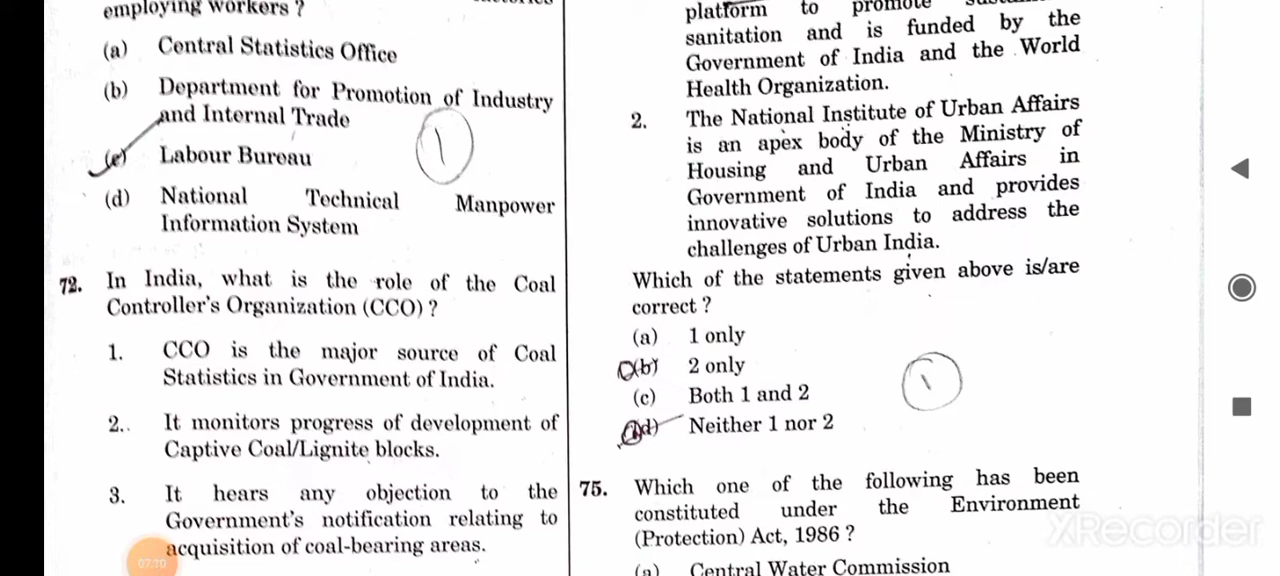 employing workers ?
(a) Central Statistics Office
(b) Department for Promotion of Industry
and Internal Trade
(c) Labour Bureau
(d) National Technical Manpower
Information System
1
72. In India, what is the role of the Coal
Controller's Organization (CCO) ?
1. CCO is the major source of Coal
Statistics in Government of India.
2.. It monitors progress of development of
Captive Coal/Lignite blocks.
3. It hears any objection to the
Government's notification relating to
acquisition of coal-bearing areas.
07:30
platform to promote
sanitation and is funded by the
Government of India and the World
Health Organization.
2. The National Institute of Urban Affairs
is an apex body of the Ministry of
Housing and Urban Affairs in
Government of India and provides
innovative solutions to address the
challenges of Urban India.
Which of the statements given above is/are
correct ?
(a) 1 only
(b) 2 only
(c) Both 1 and 2
(d) Neither 1 nor 2
1
75. Which one of the following has been
constituted under the Environment
(Protection) Act, 1986 ?
(a) Central Water Commission
XRecorder